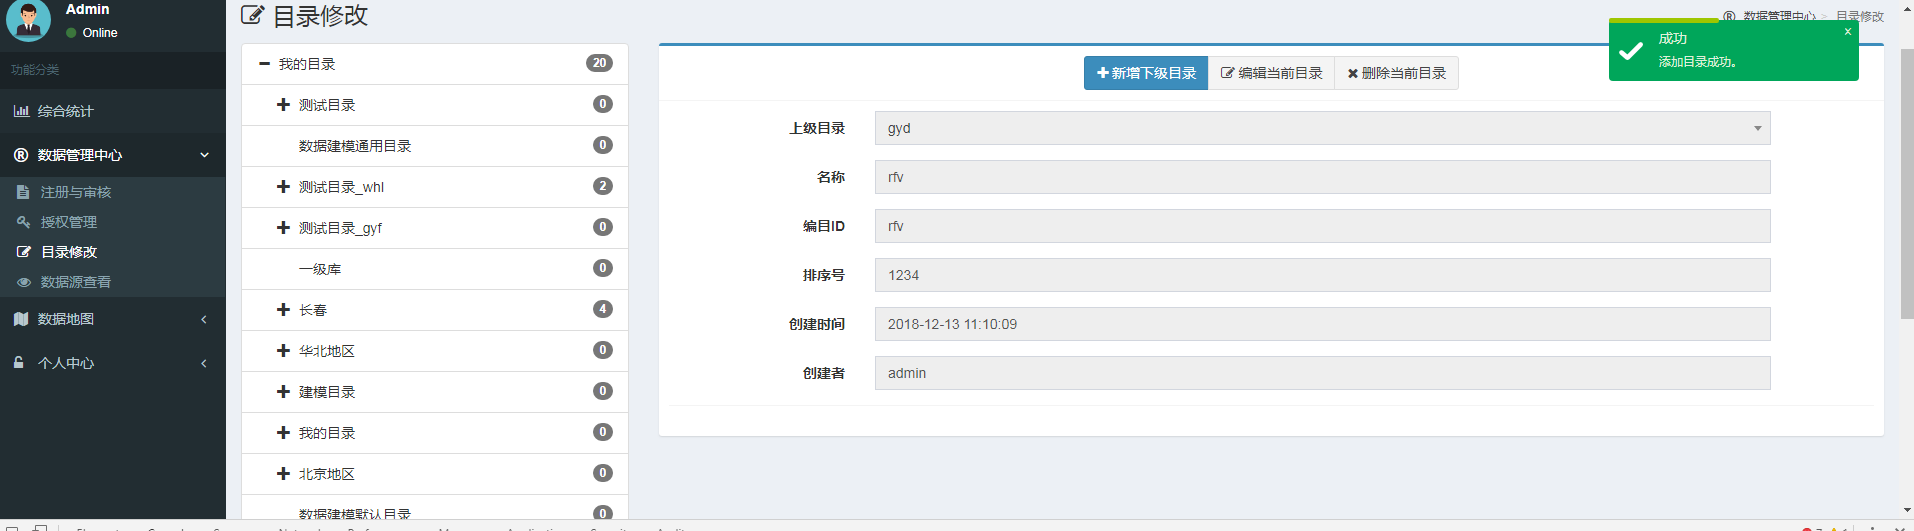 Admin
Online
功能分类
综合统计
数据管理中心
注册与审核
授权管理
目录修改
数据源查看
数据地图
个人中心
目录修改
数据管理中心 > 目录修改
我的目录 20
测试目录 0
数据建模通用目录 0
测试目录_whl 2
测试目录_gyf 0
一级库 0
长春 4
华北地区 0
建模目录 0
我的目录 0
北京地区 0
数据建模默认目录 0
新增下级目录 编辑当前目录 删除当前目录
上级目录 gyd
名称 rfv
编目ID rfv
排序号 1234
创建时间 2018-12-13 11:10:09
创建者 admin
成功 x
添加目录成功。